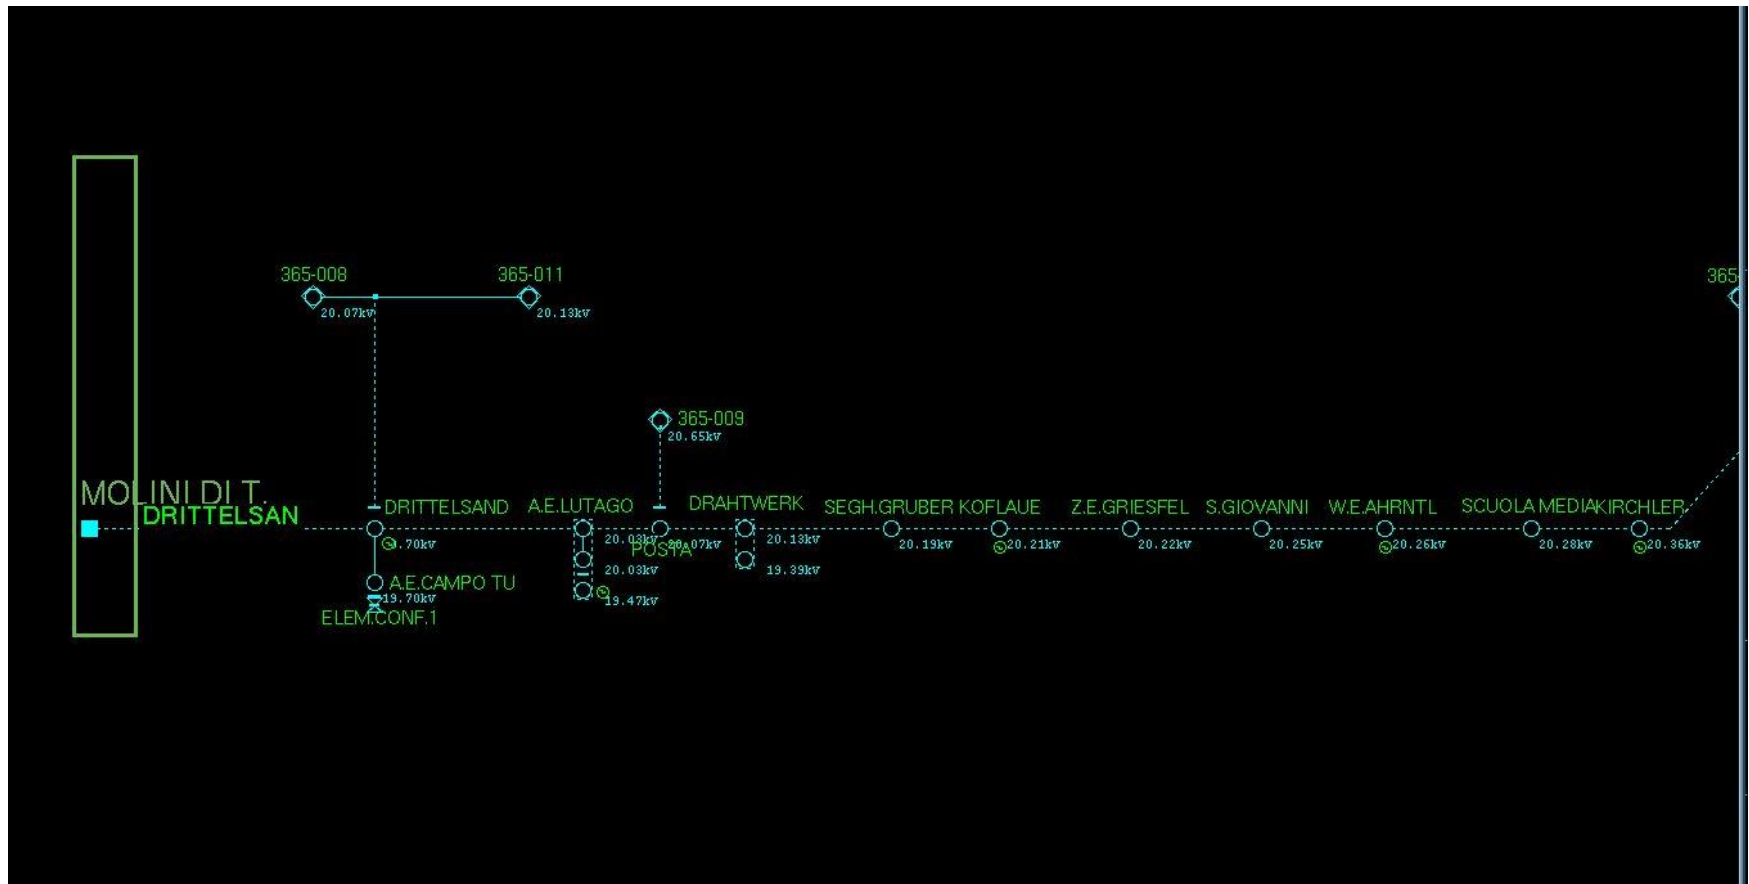 365-008
365-011
365
20.07kV
20.13kV
365-009
20.65kV
MOLINI DI T.
DRITTELSAN
DRITTELSAND
A.E.LUTAGO
DRAHTWERK
SEGH.GRUBER
KOFLAUE
Z.E.GRIESFEL
S.GIOVANNI
W.E.AHRNTL
SCUOLA MEDIA
KIRCHLER
.70kV
20.03kV
20.07kV
20.13kV
20.19kV
20.21kV
20.22kV
20.25kV
20.26kV
20.28kV
20.36kV
POSTA
20.03kV
19.39kV
A.E.CAMPO TU
19.70kV
19.47kV
ELEM.CONF.1